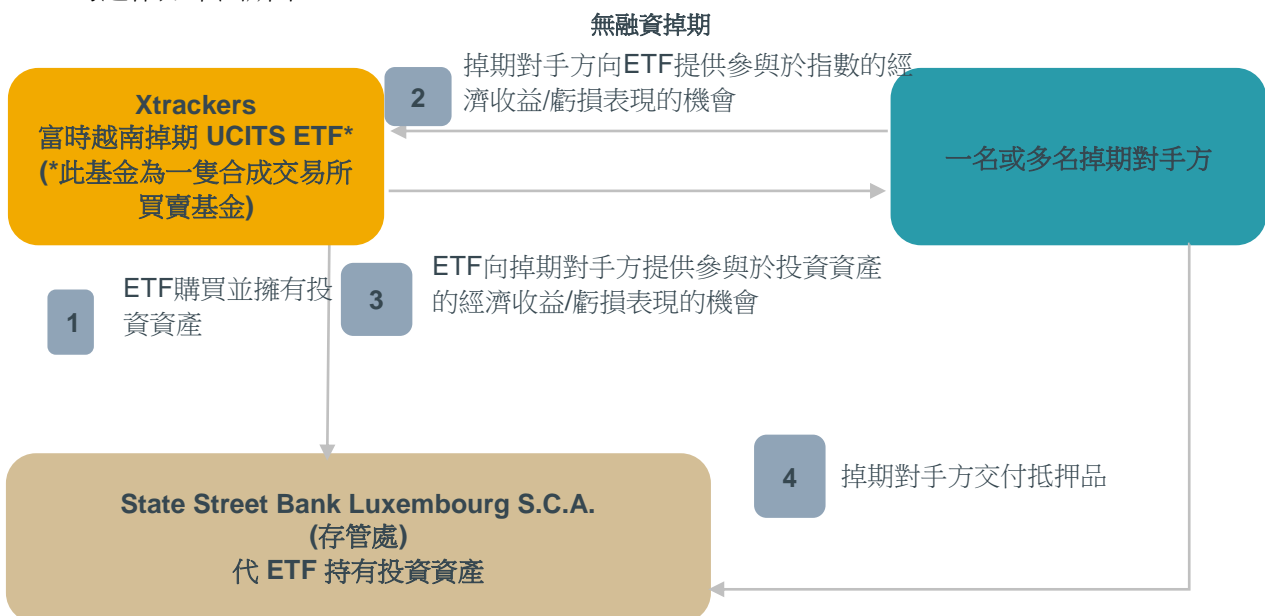 無融資掉期
掉期對手方向ETF提供參與於指數的經
濟收益/虧損表現的機會
2
Xtrackers
富時越南掉期 UCITS ETF*
(*此基金為一隻合成交易所
買賣基金)
一名或多名掉期對手方
ETF向掉期對手方提供參與於投資資產
的經濟收益/虧損表現的機會
3
ETF購買並擁有投
資資產
1
4
掉期對手方交付抵押品
State Street Bank Luxembourg S.C.A.
(存管處)
代 ETF 持有投資資產